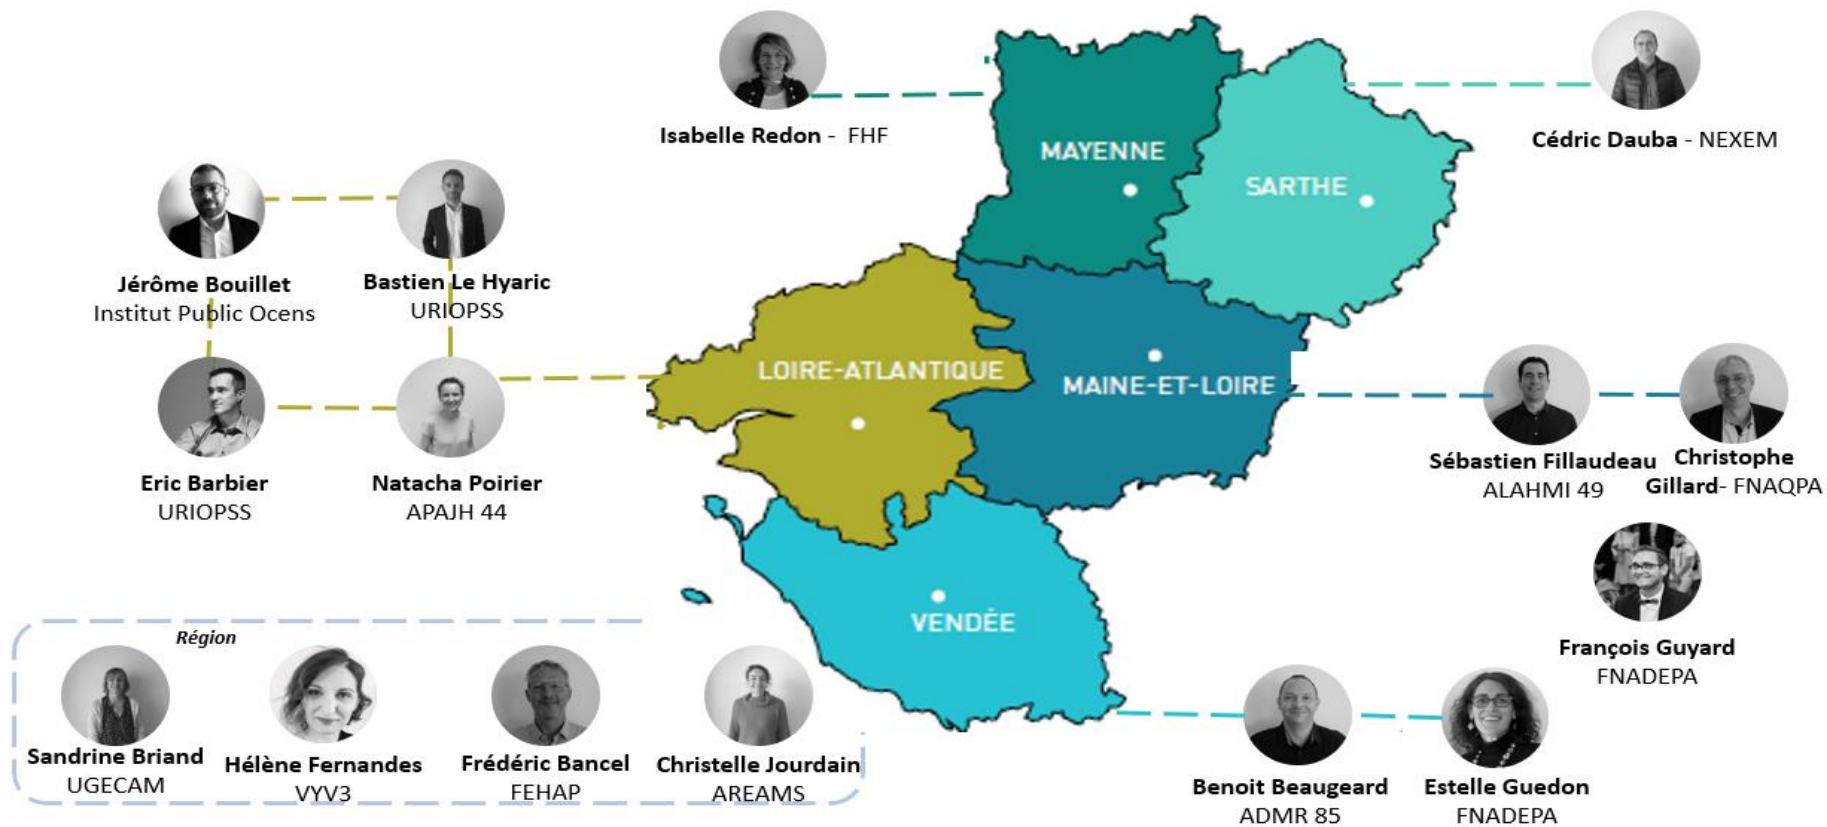 Isabelle Redon - FHF
Cédric Dauba - NEXEM
MAYENNE
SARTHE
Jérôme Bouillet
Institut Public Ocens
Bastien Le Hyaric
URIOPSS
LOIRE-ATLANTIQUE
MAINE-ET-LOIRE
Eric Barbier
URIOPSS
Natacha Poirier
APAJH 44
Sébastien Fillaudeau
ALAHMI 49
Christophe
Gillard- FNAQPA
VENDÉE
François Guyard
FNADEPA
Région
Sandrine Briand
UGECAM
Hélène Fernandes
VYV3
Frédéric Bancel
FEHAP
Christelle Jourdain
AREAMS
Benoit Beaugeard
ADMR 85
Estelle Guedon
FNADEPA